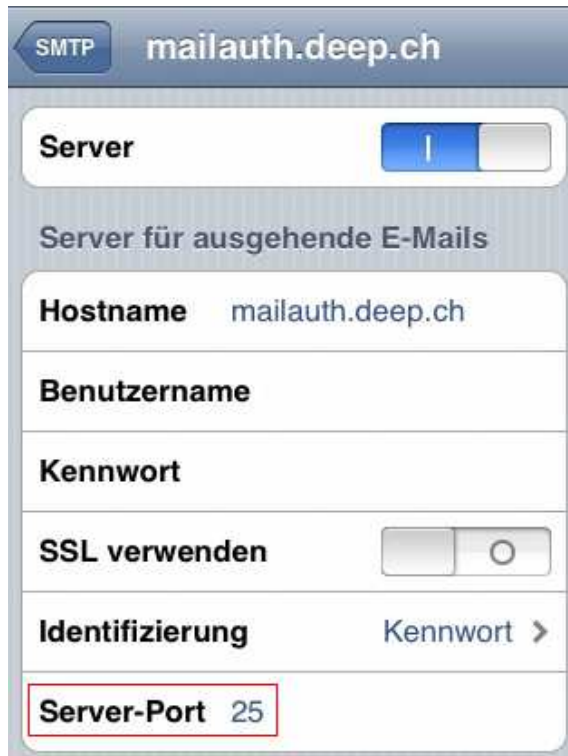 SMTP mailauth.deep.ch
Server
Server für ausgehende E-Mails
Hostname mailauth.deep.ch
Benutzername
Kennwort
SSL verwenden
Identifizierung Kennwort
Server-Port 25